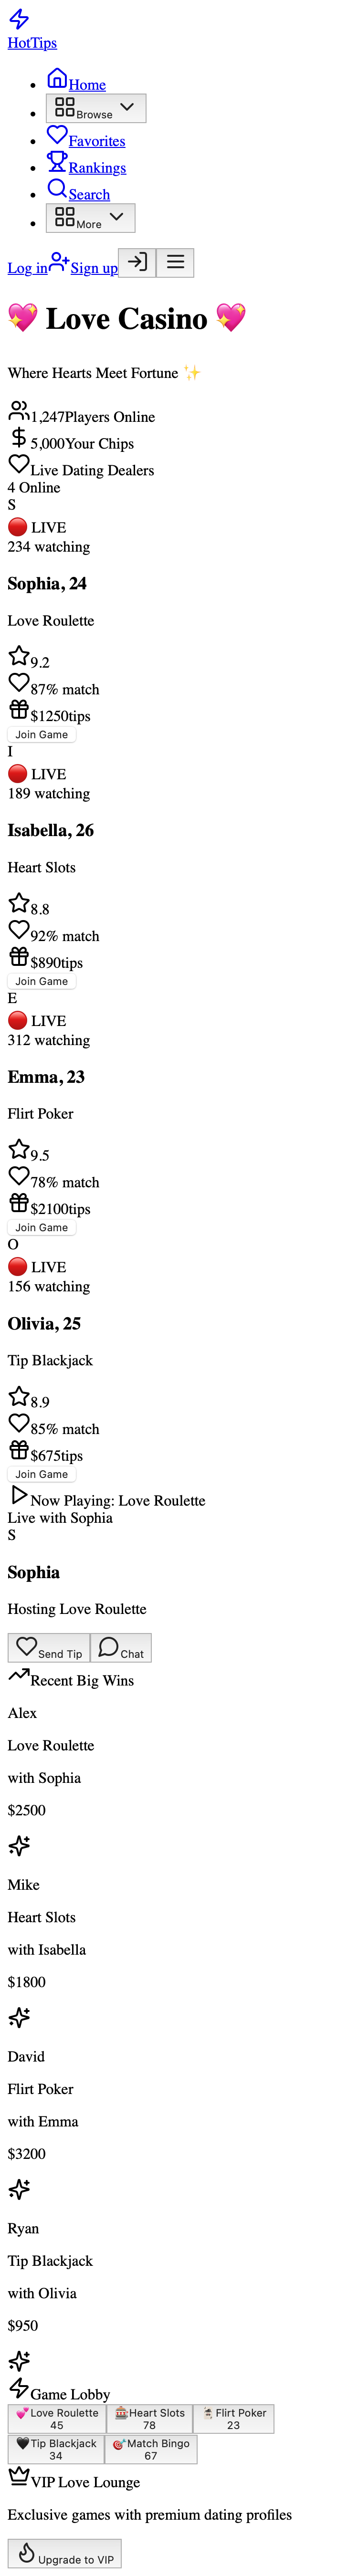 HotTips
Home
Browse
Favorites
Rankings
Search
More
Log in Sign up
💖 Love Casino 💖
Where Hearts Meet Fortune ✨
1,247Players Online
5,000Your Chips
Live Dating Dealers
4 Online
S
🔴 LIVE
234 watching
Sophia, 24
Love Roulette
9.2
87% match
$1250tips
Join Game
I
🔴 LIVE
189 watching
Isabella, 26
Heart Slots
8.8
92% match
$890tips
Join Game
E
🔴 LIVE
312 watching
Emma, 23
Flirt Poker
9.5
78% match
$2100tips
Join Game
O
🔴 LIVE
156 watching
Olivia, 25
Tip Blackjack
8.9
85% match
$675tips
Join Game
Now Playing: Love Roulette
Live with Sophia
S
Sophia
Hosting Love Roulette
Send Tip Chat
Recent Big Wins
Alex
Love Roulette
with Sophia
$2500
Mike
Heart Slots
with Isabella
$1800
David
Flirt Poker
with Emma
$3200
Ryan
Tip Blackjack
with Olivia
$950
Game Lobby
💕Love Roulette 🎰Heart Slots 🃏Flirt Poker
45 78 23
🖤Tip Blackjack 🎯Match Bingo
34 67
VIP Love Lounge
Exclusive games with premium dating profiles
Upgrade to VIP